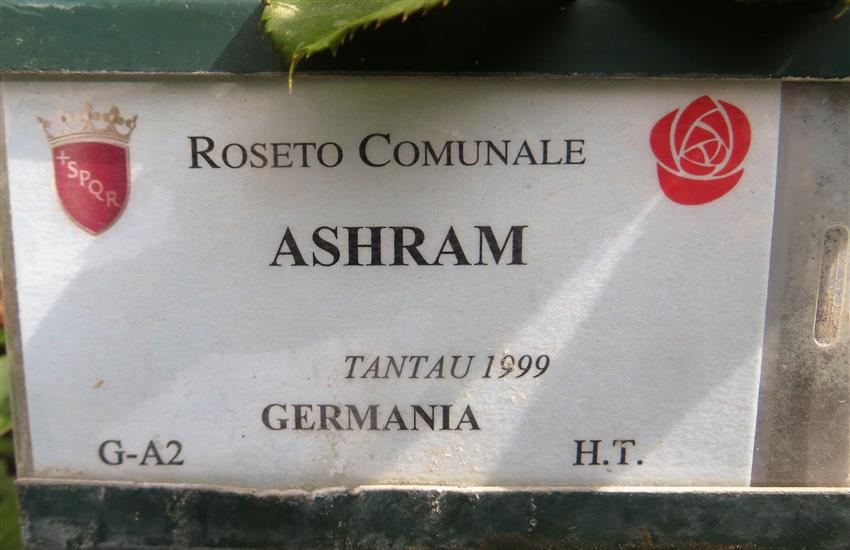 SPQR
ROSETO COMUNALE
ASHRAM
TANTAU 1999
GERMANIA
G-A2
H.T.